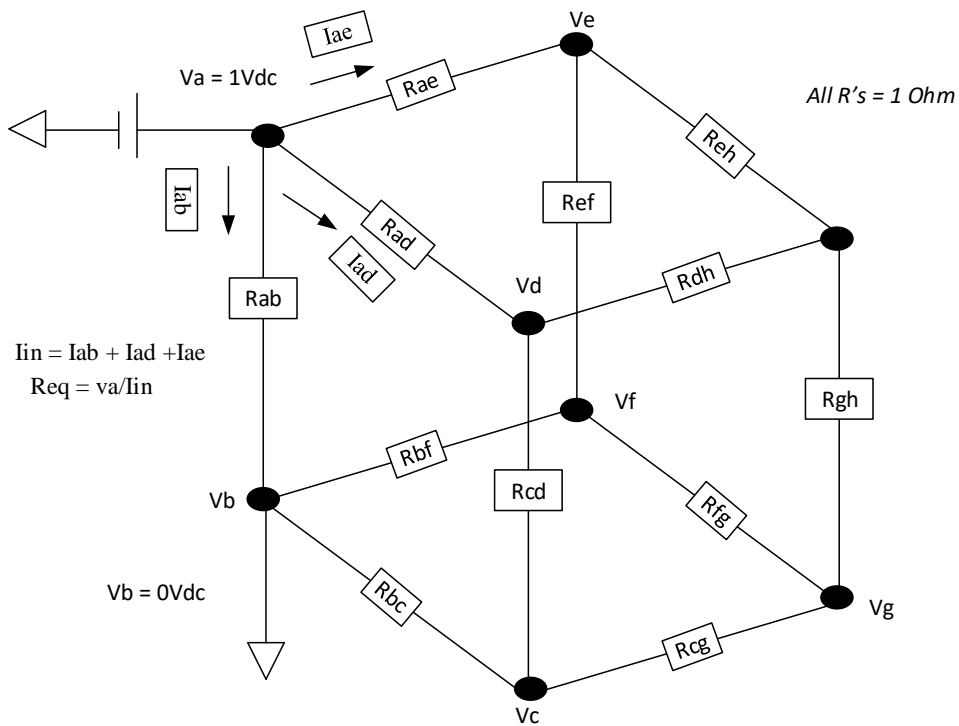 Ve
Iae
Va = 1Vdc
Rae
All R's = 1 Ohm
Reh
Iab
Ref
Rad
Iad
Rdh
Vd
Rab
Iin = Iab + Iad +Iae
Req = va/Iin
Rgh
Vf
Rbf
Rcd
Vb
Rfg
Vb = 0Vdc
Rbc
Vg
Rcg
Vc